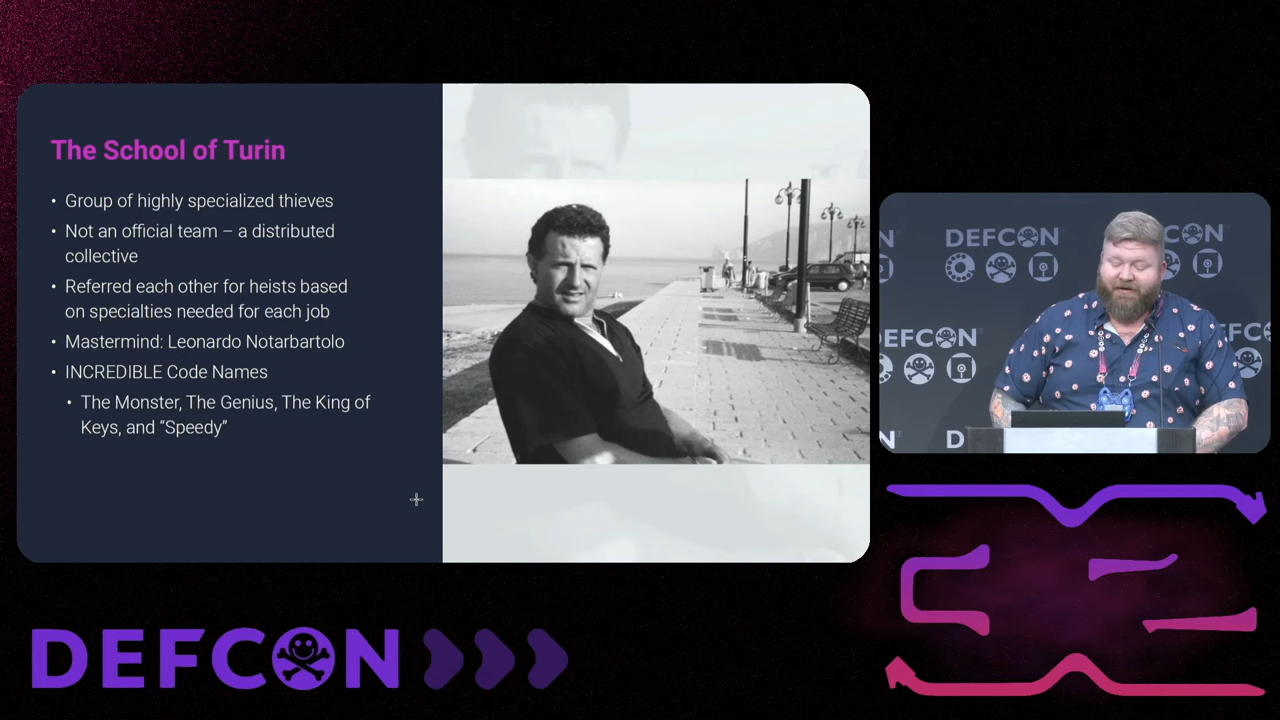 The School of Turin
• Group of highly specialized thieves
• Not an official team – a distributed
collective
• Referred each other for heists based
on specialties needed for each job
• Mastermind: Leonardo Notarbartolo
• INCREDIBLE Code Names
• The Monster, The Genius, The King of
Keys, and “Speedy”
N
DEFCON
CON
DEFCON
FCO
N
D
DEFCON